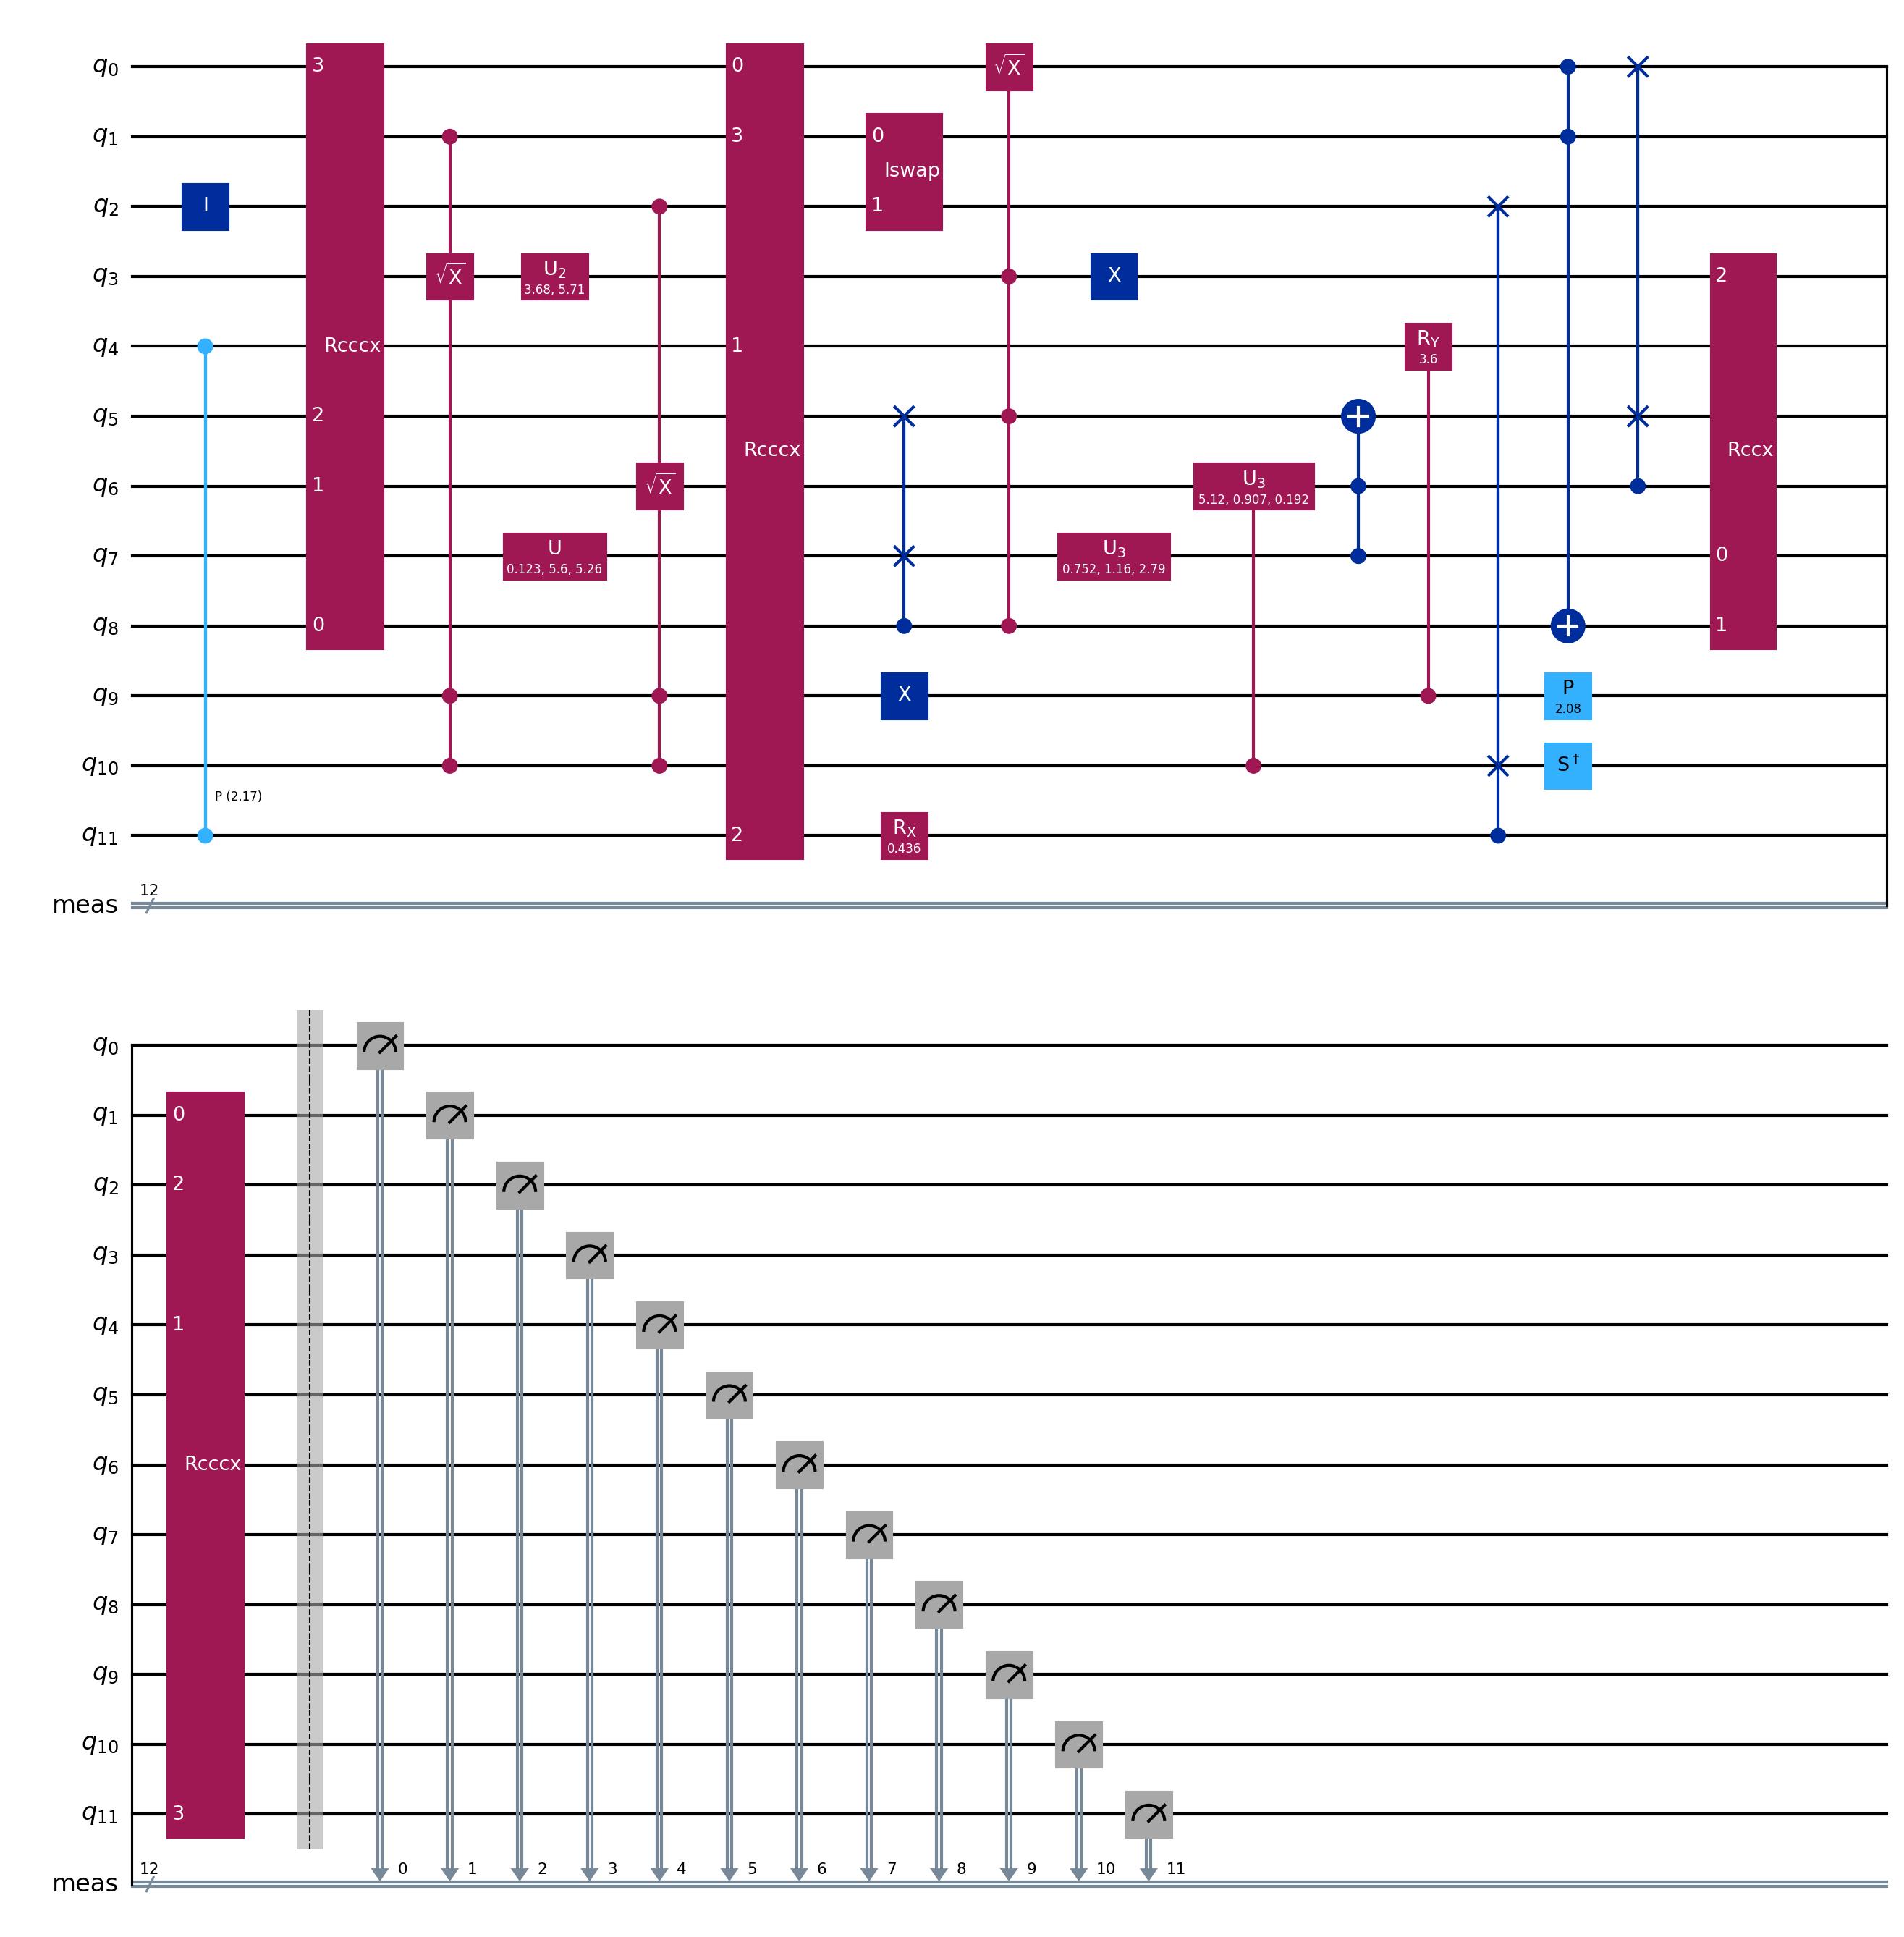 q0 3 0 √X
q1 3 0 Iswap
q2 I 1
q3 √X U2 3.68, 5.71 X 2
q4 Rcccx 1 RY 3.6
q5 2 Rcccx Rccx
q6 1 √X U3 5.12, 0.907, 0.192
q7 U 0.123, 5.6, 5.26 U3 0.752, 1.16, 2.79 0
q8 0 1
q9 X P 2.08
q10 S†
P (2.17)
q11 2 RX 0.436
meas 12
q0
q1 0
q2 2
q3
q4 1
q5
q6 Rcccx
q7
q8
q9
q10
q11 3
meas 12 0 1 2 3 4 5 6 7 8 9 10 11